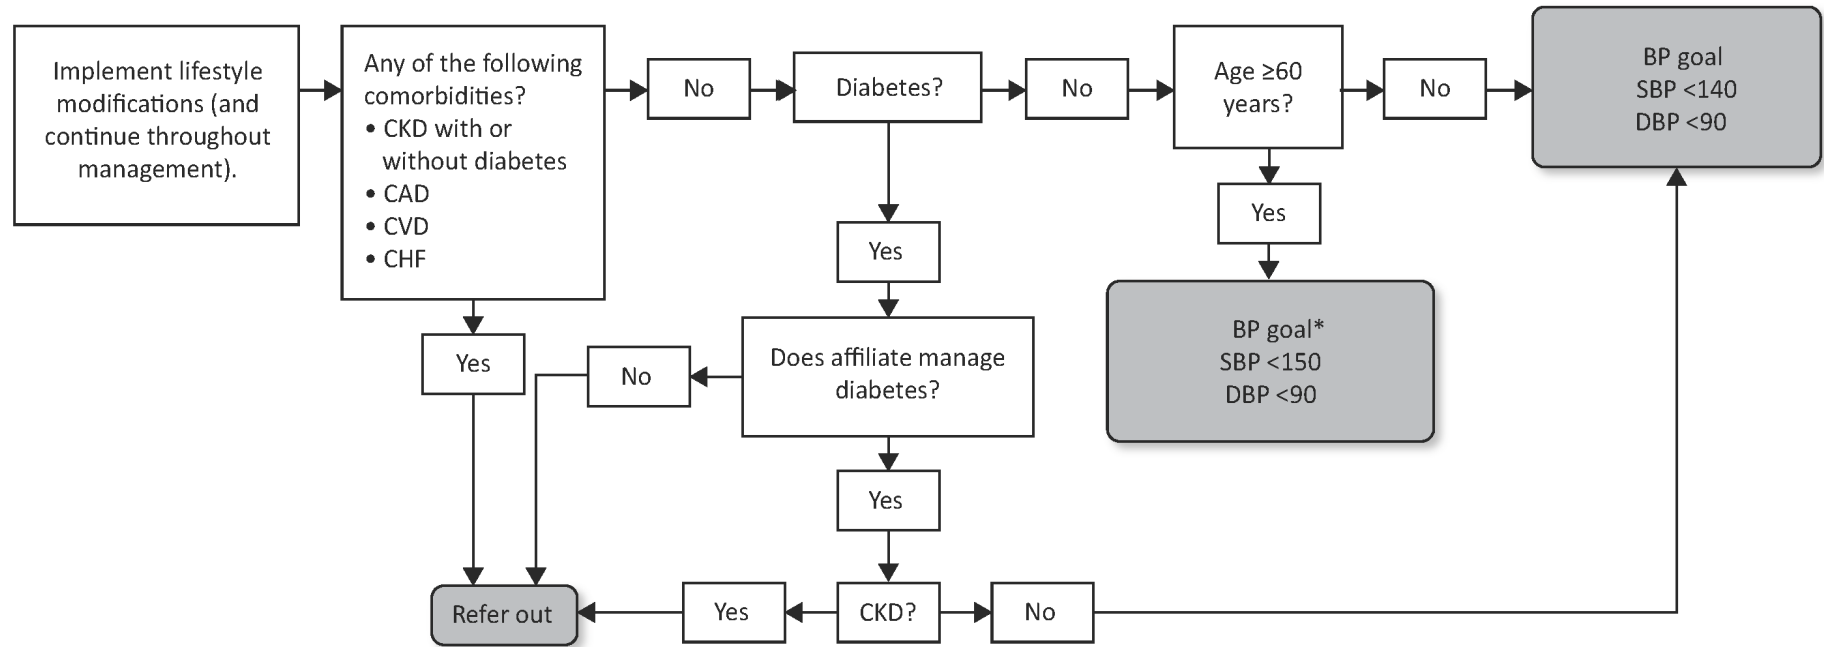 Implement lifestyle
modifications (and
continue throughout
management).
Any of the following
comorbidities?
• CKD with or
without diabetes
• CAD
• CVD
• CHF
No
Diabetes?
No
Age ≥60
years?
No
BP goal
SBP <140
DBP <90
Yes
Yes
BP goal*
SBP <150
DBP <90
Yes
No
Does affiliate manage
diabetes?
Yes
Refer out
Yes
CKD?
No